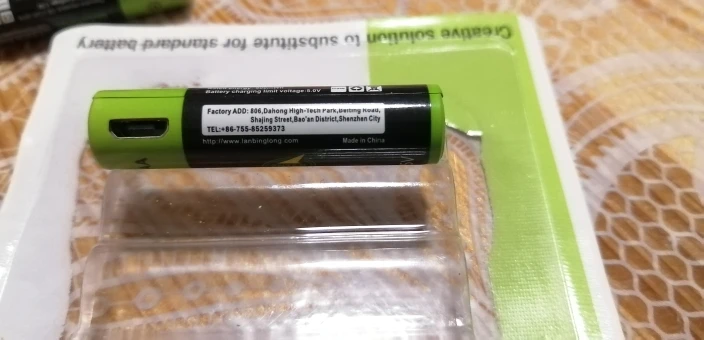 Creative solution to substitute for standard battery
Battery charging limit voltage:5.0V
Factory ADD: 806,Dahong High-Tech Park,Beiting Road,
Shajing Street,Bao'an District,Shenzhen City
TEL:+86-755-85259373
http://www.tanbinglong.com Made in China